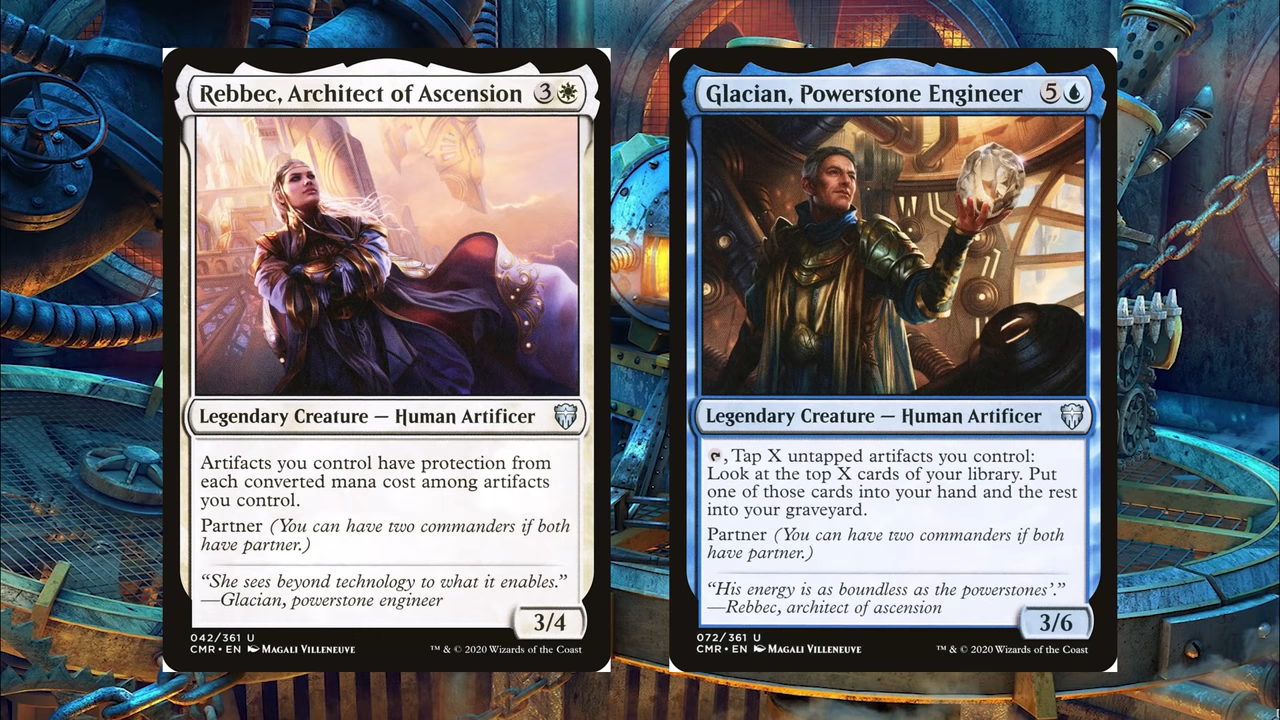 Rebbec, Architect of Ascension 3
Legendary Creature — Human Artificer
Artifacts you control have protection from
each converted mana cost among artifacts
you control.
Partner (You can have two commanders if both
have partner.)
“She sees beyond technology to what it enables.”
—Glacian, powerstone engineer
3/4
042/361 U
CMR • EN MAGALI VILLENEUVE
™ & © 2020 Wizards of the Coast
Glacian, Powerstone Engineer 5
Legendary Creature — Human Artificer
, Tap X untapped artifacts you control:
Look at the top X cards of your library. Put
one of those cards into your hand and the rest
into your graveyard.
Partner (You can have two commanders if both
have partner.)
“His energy is as boundless as the powerstones’.”
—Rebbec, architect of ascension
3/6
072/361 U
CMR • EN MAGALI VILLENEUVE
™ & © 2020 Wizards of the Coast